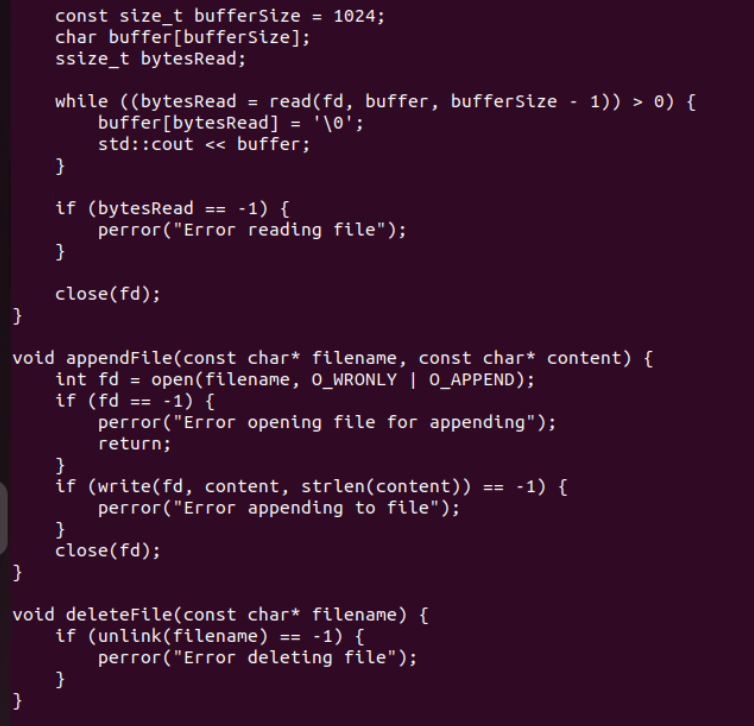 const size_t bufferSize = 1024;
    char buffer[bufferSize];
    ssize_t bytesRead;

    while ((bytesRead = read(fd, buffer, bufferSize - 1)) > 0) {
        buffer[bytesRead] = '\0';
        std::cout << buffer;
    }

    if (bytesRead == -1) {
        perror("Error reading file");
    }

    close(fd);
}

void appendFile(const char* filename, const char* content) {
    int fd = open(filename, O_WRONLY | O_APPEND);
    if (fd == -1) {
        perror("Error opening file for appending");
        return;
    }
    if (write(fd, content, strlen(content)) == -1) {
        perror("Error appending to file");
    }
    close(fd);
}

void deleteFile(const char* filename) {
    if (unlink(filename) == -1) {
        perror("Error deleting file");
    }
}